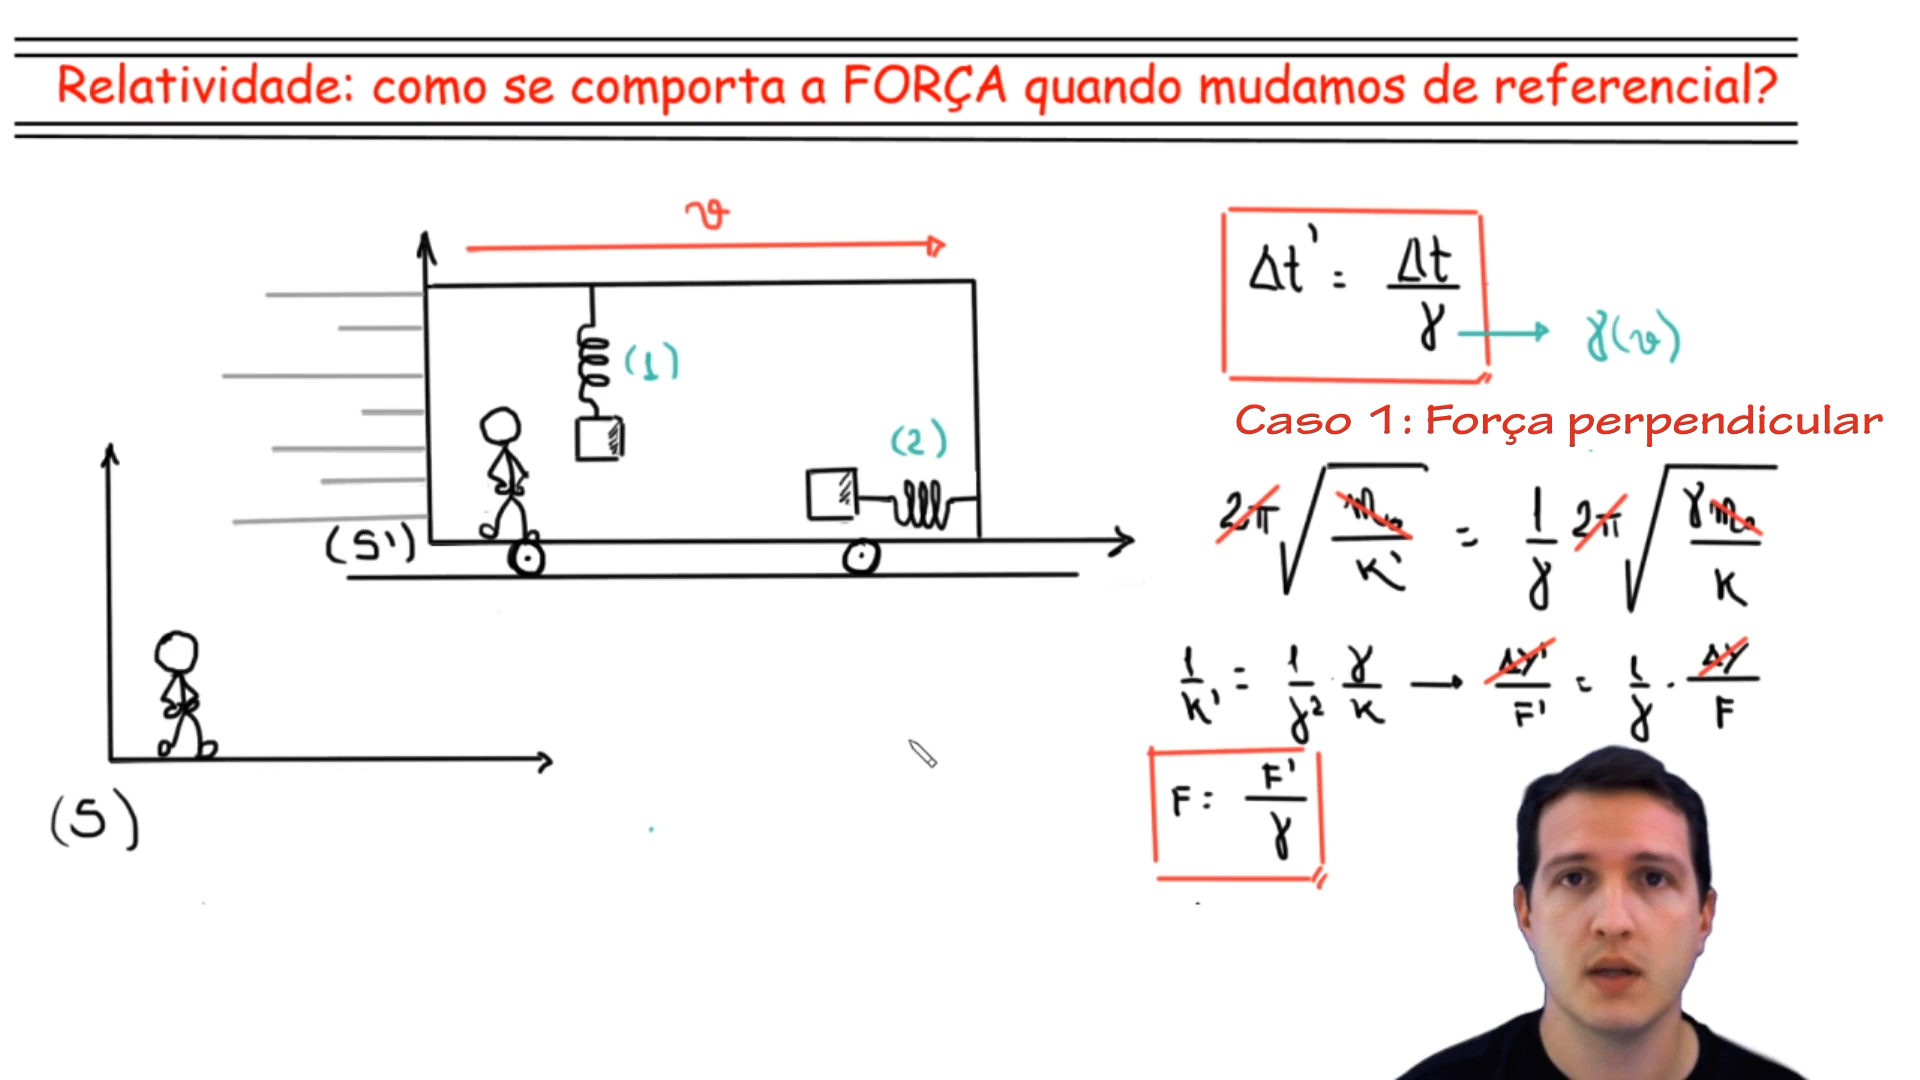 Relatividade: como se comporta a FORÇA quando mudamos de referencial?
v
(1)
(2)
(S')
(S)
Δt' = Δt/γ → γ(v)
Caso 1: Força perpendicular
2π √(m₀/K') = 1/γ 2π √(γm₀/K)
1/K' = 1/γ² · γ/K → Δy'/F' = 1/γ · Δy/F
F = F'/γ